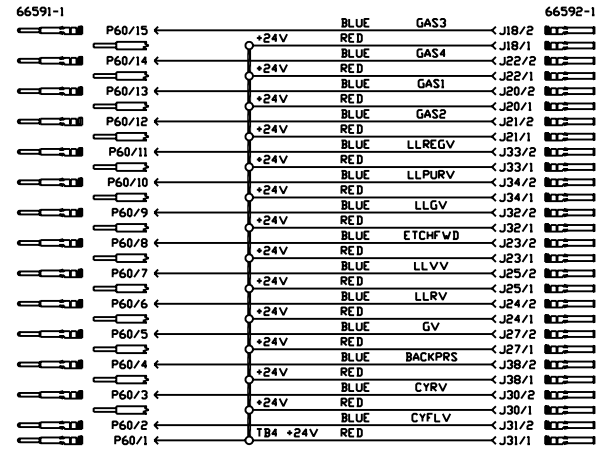 66591-1 66592-1
P60/15 BLUE GAS3 J18/2
+24V RED J18/1
P60/14 BLUE GAS4 J22/2
+24V RED J22/1
P60/13 BLUE GAS1 J20/2
+24V RED J20/1
P60/12 BLUE GAS2 J21/2
+24V RED J21/1
P60/11 BLUE LLREGV J33/2
+24V RED J33/1
P60/10 BLUE LLPURV J34/2
+24V RED J34/1
P60/9 BLUE LLGV J32/2
+24V RED J32/1
P60/8 BLUE ETCHFWD J23/2
+24V RED J23/1
P60/7 BLUE LLVV J25/2
+24V RED J25/1
P60/6 BLUE LLRV J24/2
+24V RED J24/1
P60/5 BLUE GV J27/2
+24V RED J27/1
P60/4 BLUE BACKPRS J38/2
+24V RED J38/1
P60/3 BLUE CYRV J30/2
+24V RED J30/1
P60/2 BLUE CYFLV J31/2
P60/1 TB4 +24V RED J31/1